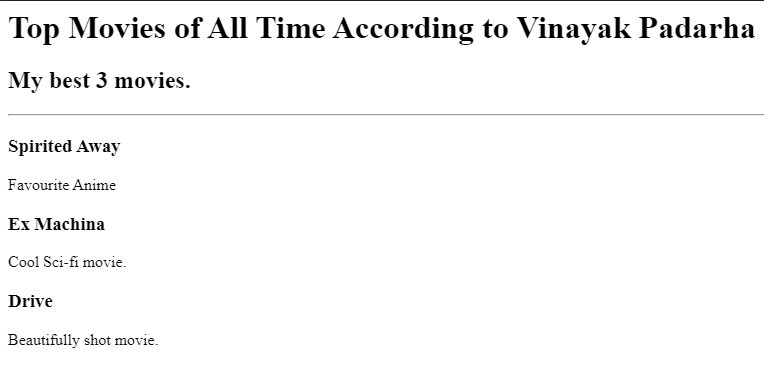 Top Movies of All Time According to Vinayak Padarha
My best 3 movies.
Spirited Away
Favourite Anime
Ex Machina
Cool Sci-fi movie.
Drive
Beautifully shot movie.